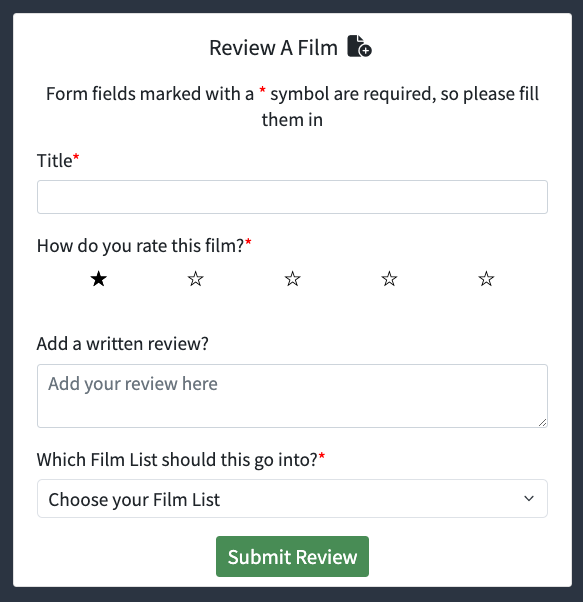 Review A Film
Form fields marked with a * symbol are required, so please fill
them in
Title*
How do you rate this film?*
Add a written review?
Add your review here
Which Film List should this go into?*
Choose your Film List
Submit Review